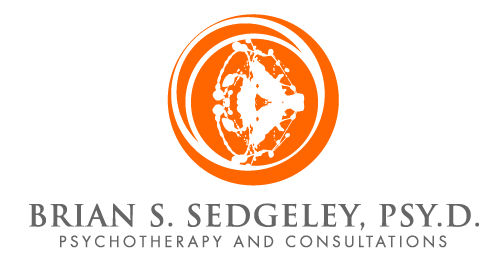 BRIAN S. SEDGELEY, PSY.D.
PSYCHOTHERAPY AND CONSULTATIONS